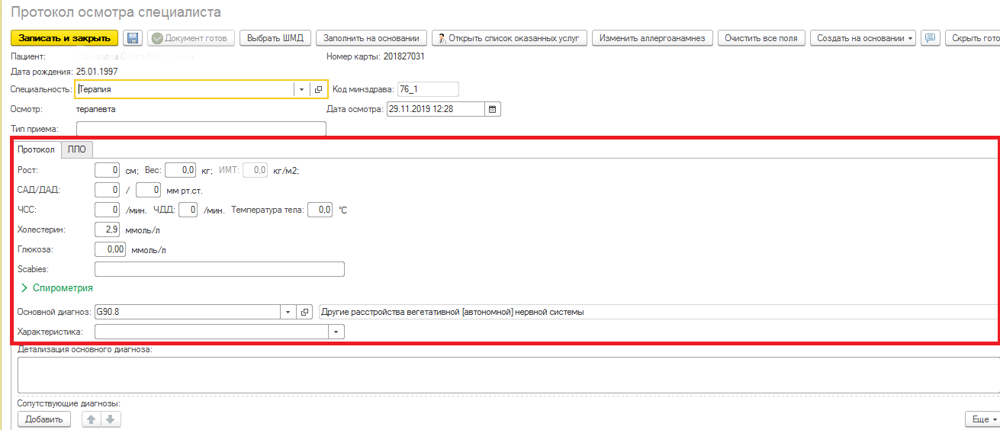 Протокол осмотра специалиста
Записать и закрыть Документ готов Выбрать ШМД Заполнить на основании Открыть список оказанных услуг Изменить аллергоанамнез Очистить все поля Создать на основании Скрыть гото
Пациент: Номер карты: 201827031
Дата рождения: 25.01.1997
Специальность: Терапия Код минздрава: 76_1
Осмотр: терапевта Дата осмотра: 29.11.2019 12:28
Тип приема:
Протокол ЛЛО
Рост: 0 см; Вес: 0,0 кг; ИМТ: 0,0 кг/м2;
САД/ДАД: 0 / 0 мм рт.ст.
ЧСС: 0 /мин. ЧДД: 0 /мин. Температура тела: 0,0 °С
Холестерин: 2,9 ммоль/л
Глюкоза: 0,00 ммоль/л
Scabies:
Спирометрия
Основной диагноз: G90.8 Другие расстройства вегетативной [автономной] нервной системы
Характеристика:
Детализация основного диагноза:
Сопутствующие диагнозы:
Добавить Еще